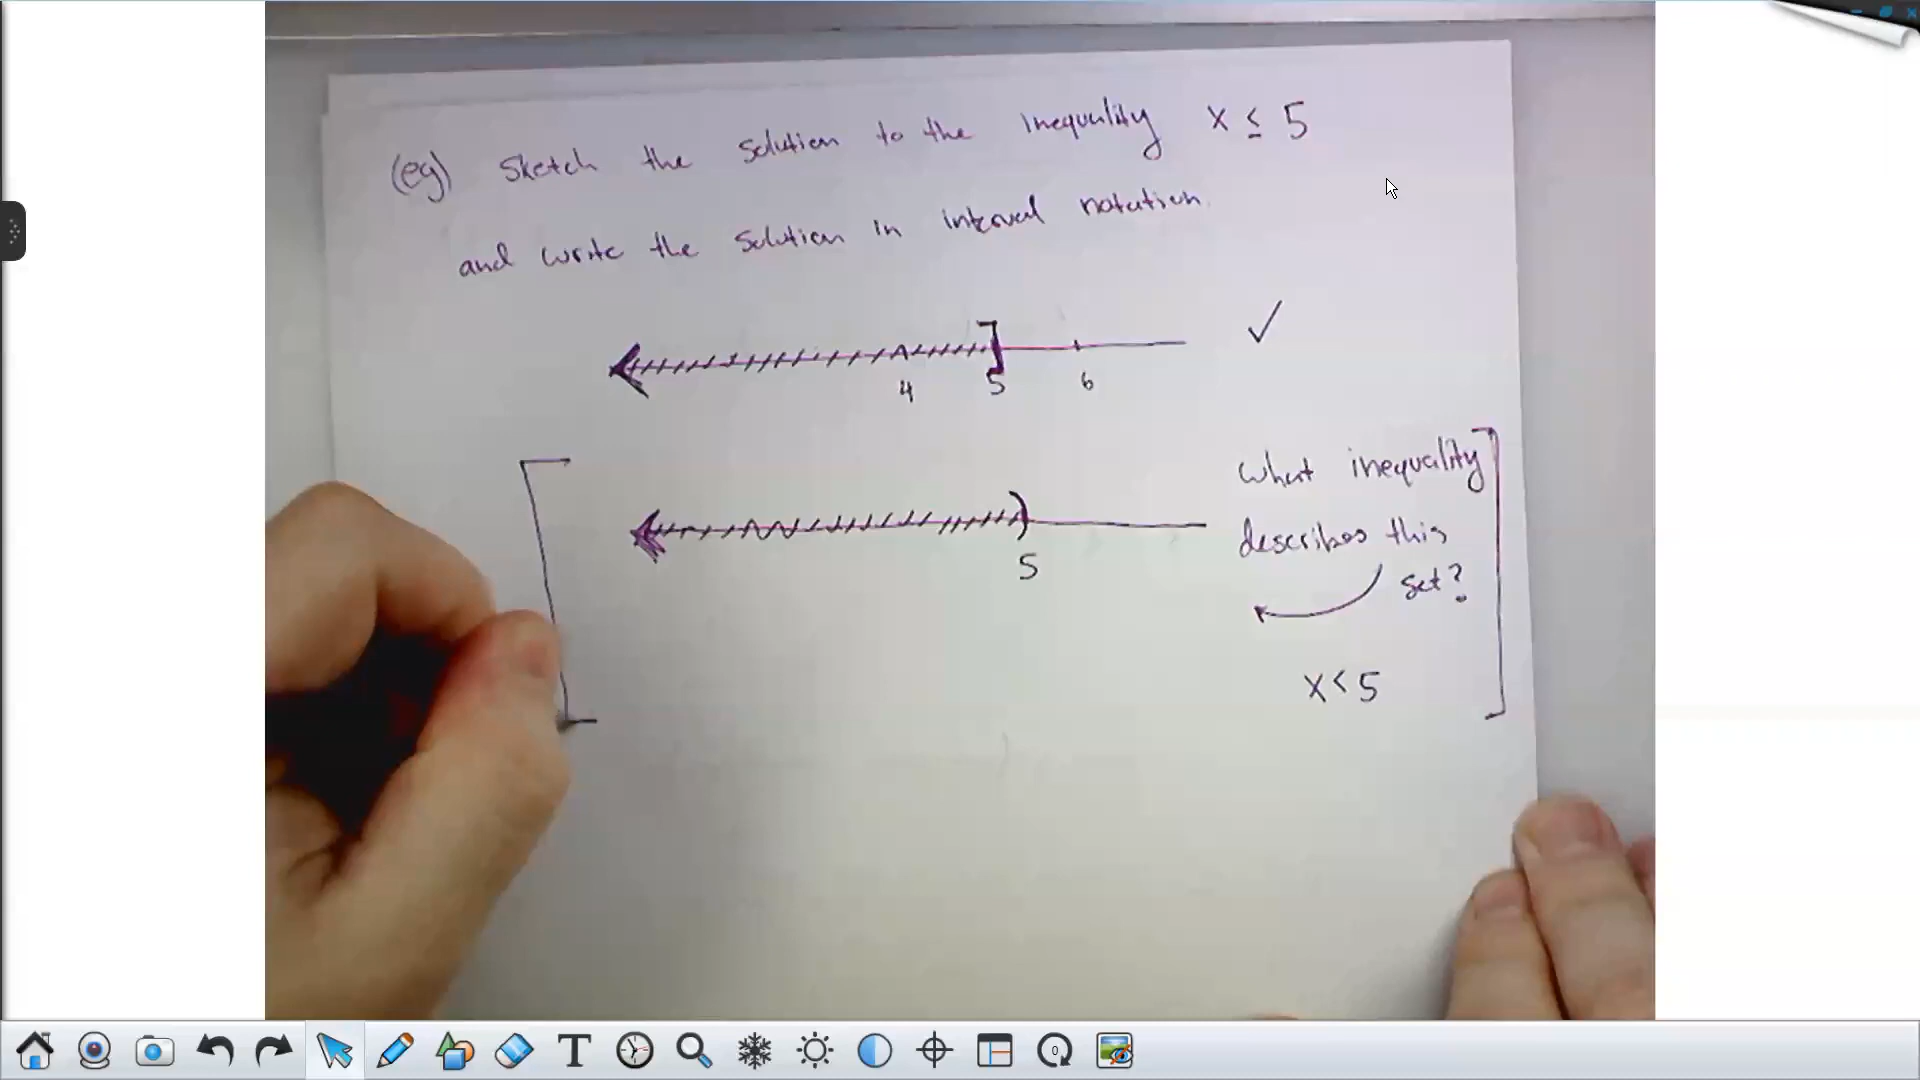 (eg) Sketch the solution to the inequality x ≤ 5
and write the solution in interval notation.
4 5 6
What inequality
describes this
set?
5
x < 5
T
0